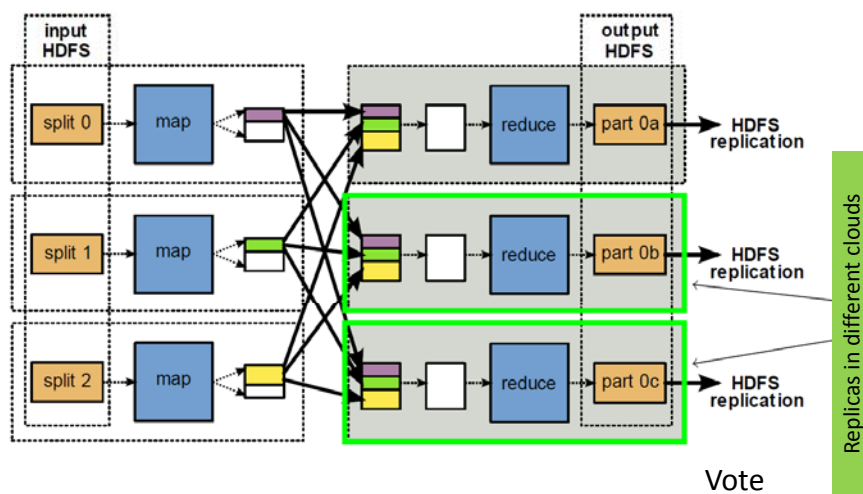 input
HDFS
output
HDFS
split 0
map
reduce
part 0a
HDFS
replication
split 1
map
reduce
part 0b
HDFS
replication
split 2
map
reduce
part 0c
HDFS
replication
Replicas in different clouds
Vote